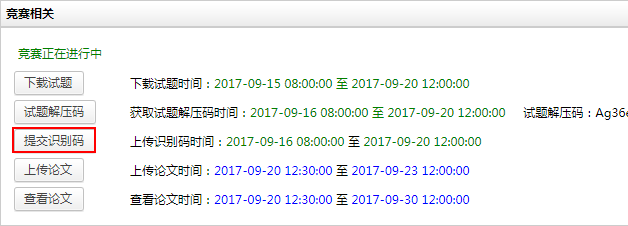 竞赛相关
竞赛正在进行中
下载试题 下载试题时间：2017-09-15 08:00:00 至 2017-09-20 12:00:00
试题解压码 获取试题解压码时间：2017-09-16 08:00:00 至 2017-09-20 12:00:00 试题解压码：Ag36
提交识别码 上传识别码时间：2017-09-16 08:00:00 至 2017-09-20 12:00:00
上传论文 上传论文时间：2017-09-20 12:30:00 至 2017-09-23 12:00:00
查看论文 查看论文时间：2017-09-20 12:30:00 至 2017-09-30 12:00:00